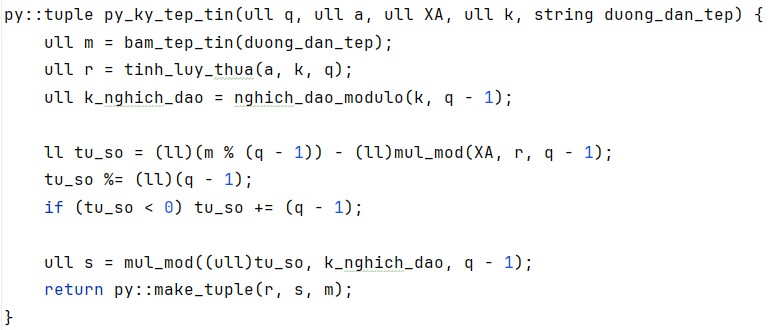 py::tuple py_ky_tep_tin(ull q, ull a, ull XA, ull k, string duong_dan_tep) {
    ull m = bam_tep_tin(duong_dan_tep);
    ull r = tinh_luy_thua(a, k, q);
    ull k_nghich_dao = nghich_dao_modulo(k, q - 1);

    ll tu_so = (ll)(m % (q - 1)) - (ll)mul_mod(XA, r, q - 1);
    tu_so %= (ll)(q - 1);
    if (tu_so < 0) tu_so += (q - 1);

    ull s = mul_mod((ull)tu_so, k_nghich_dao, q - 1);
    return py::make_tuple(r, s, m);
}